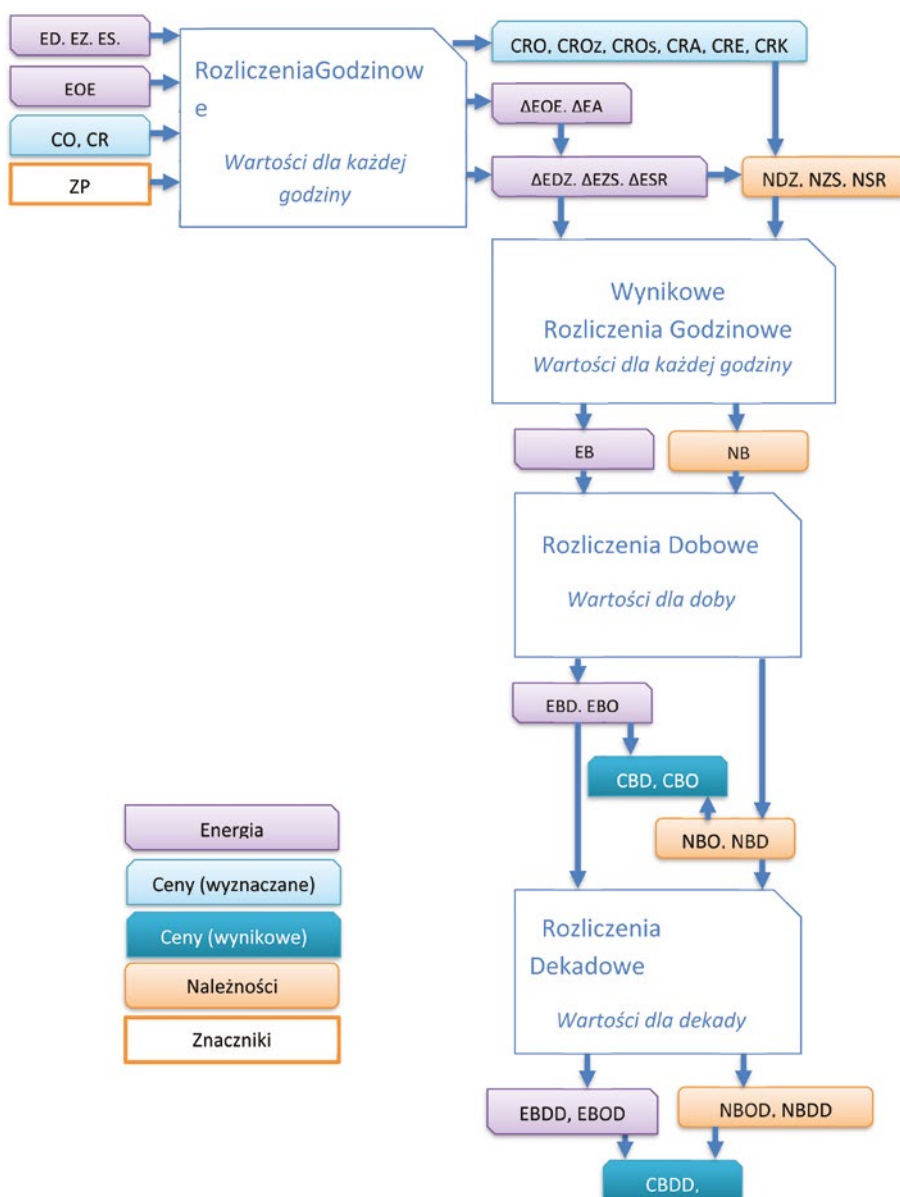 ED. EZ. ES.
EOE
CO, CR
ZP
RozliczeniaGodzinow
e
Wartości dla każdej
godziny
CRO, CROz, CROs, CRA, CRE, CRK
ΔEOE. ΔEA
ΔEDZ. ΔEZS. ΔESR
NDZ, NZS, NSR
Wynikowe
Rozliczenia Godzinowe
Wartości dla każdej godziny
EB
NB
Rozliczenia Dobowe
Wartości dla doby
EBD. EBO
CBD, CBO
NBO, NBD
Rozliczenia
Dekadowe
Wartości dla dekady
EBDD, EBOD
NBOD, NBDD
CBDD,
Energia
Ceny (wyznaczane)
Ceny (wynikowe)
Należności
Znaczniki